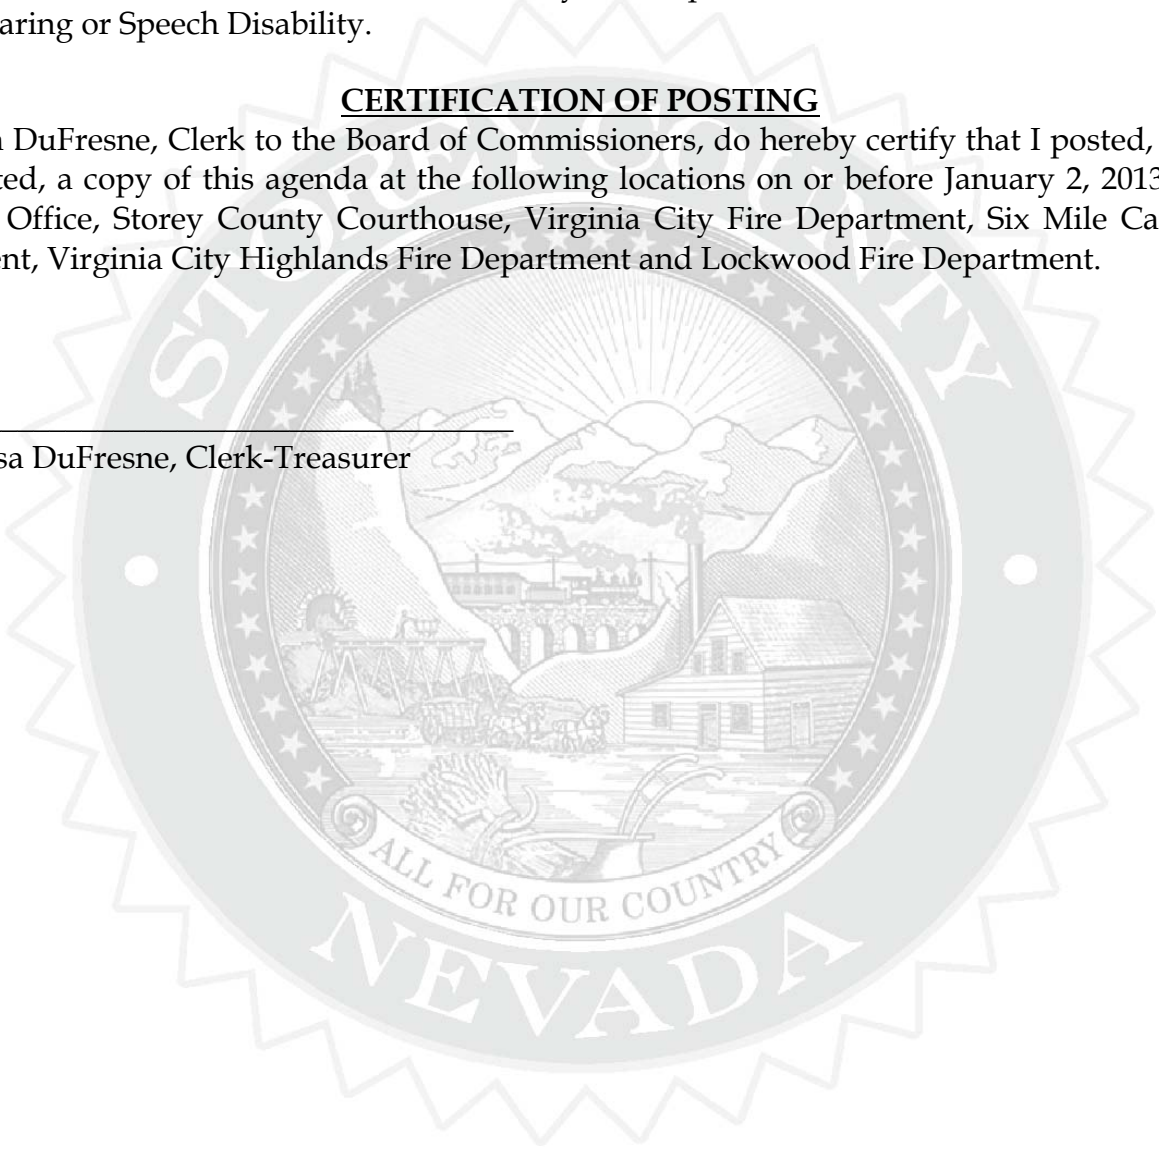 aring or Speech Disability.
CERTIFICATION OF POSTING
DuFresne, Clerk to the Board of Commissioners, do hereby certify that I posted,
ted, a copy of this agenda at the following locations on or before January 2, 2013
Office, Storey County Courthouse, Virginia City Fire Department, Six Mile Ca
ent, Virginia City Highlands Fire Department and Lockwood Fire Department.
sa DuFresne, Clerk-Treasurer
STOREY COUNTY
ALL FOR OUR COUNTRY
NEVADA